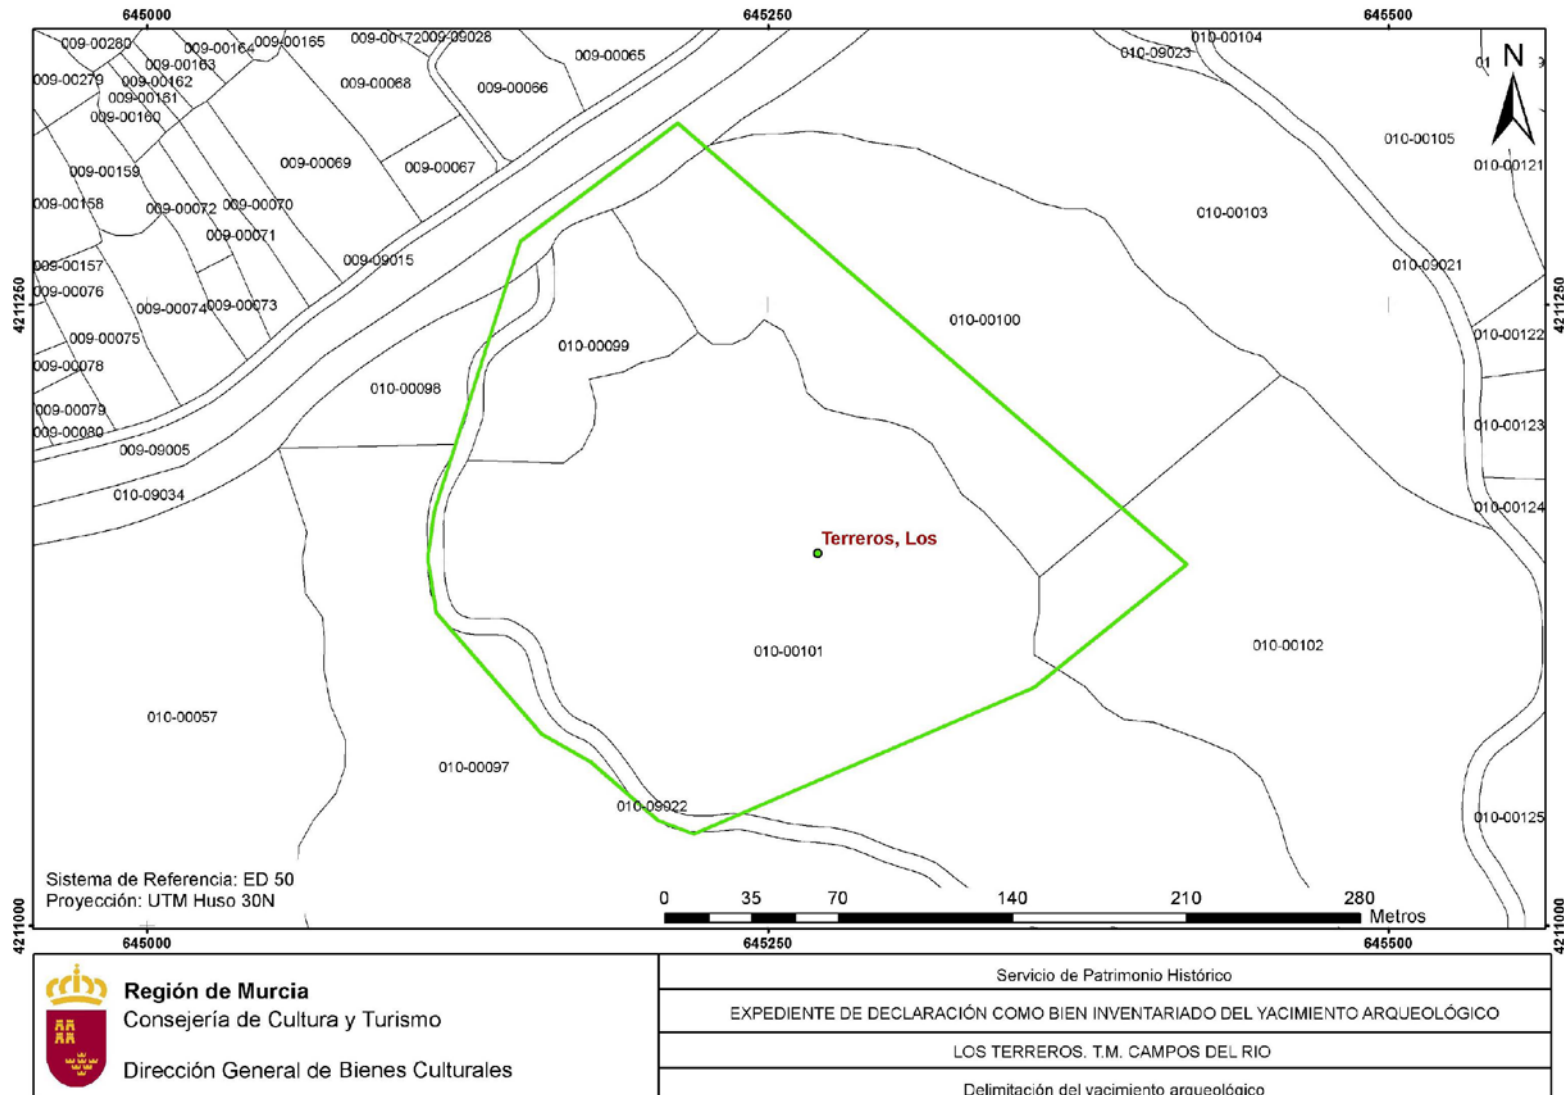 645000 645250 645500
009-00280 009-00164 009-00165 009-00172 009-09028 010-00104
009-00163 009-00065 010-09023
009-00279 009-00162 009-00068 009-00066 N
009-00161
009-00160 010-00105
009-00159 009-00069 009-00067 010-00121
009-00158 009-00072 009-00070 010-00103
009-00071
009-00157 009-09015 010-09021
009-00076
4211250 009-00074 009-00073 010-00100 4211250
009-00075 010-00099 010-00122
009-00078 010-00098
009-00079 010-00123
009-00080
009-09005
010-09034 010-00124
Terreros, Los
010-00101 010-00102
010-00057
010-00097
010-09022 010-00125
Sistema de Referencia: ED 50
Proyección: UTM Huso 30N
0 35 70 140 210 280
Metros
4211000 4211000
645000 645250 645500
Región de Murcia
Consejería de Cultura y Turismo
Dirección General de Bienes Culturales
Servicio de Patrimonio Histórico
EXPEDIENTE DE DECLARACIÓN COMO BIEN INVENTARIADO DEL YACIMIENTO ARQUEOLÓGICO
LOS TERREROS. T.M. CAMPOS DEL RIO
Delimitación del yacimiento arqueológico